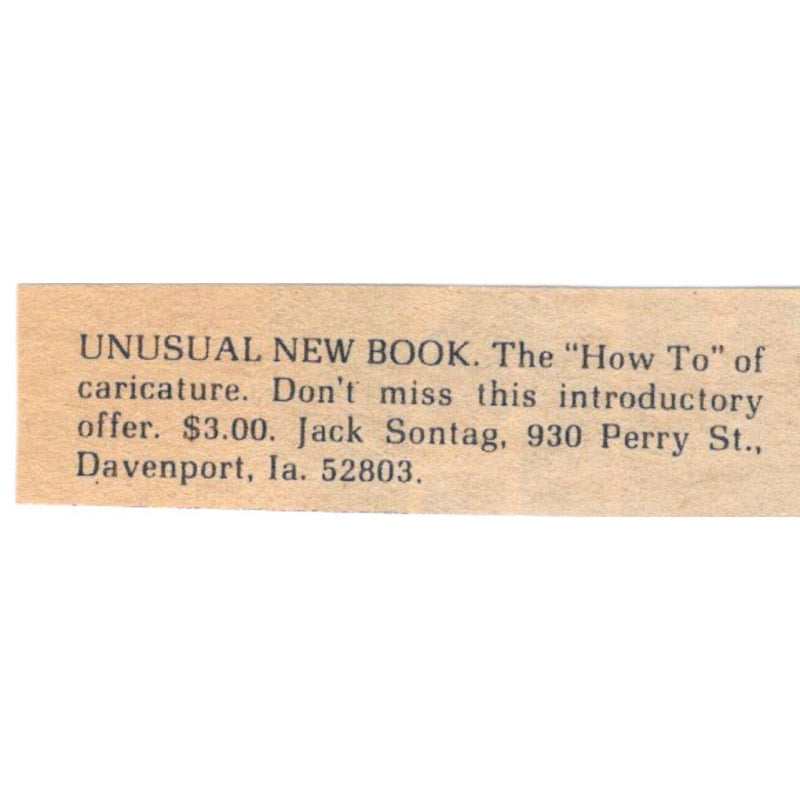 UNUSUAL NEW BOOK. The "How To" of
caricature. Don't miss this introductory
offer. $3.00. Jack Sontag, 930 Perry St.,
Davenport, Ia. 52803.